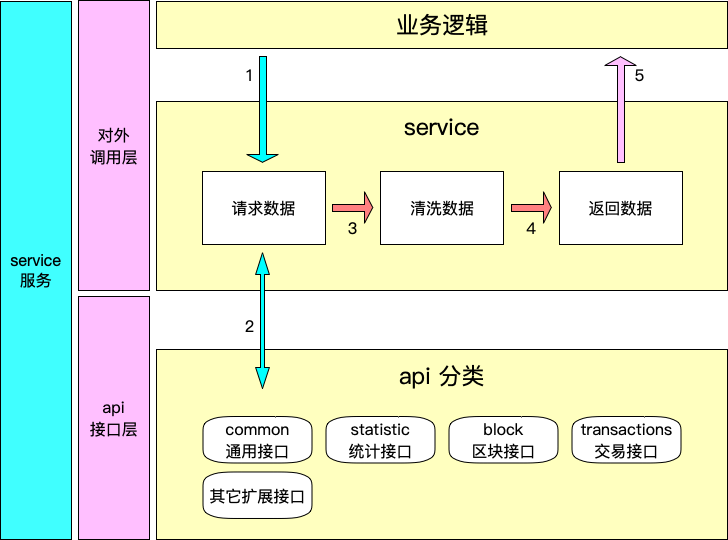 业务逻辑
1
5
对外
调用层
service
请求数据
清洗数据
返回数据
3
4
service
服务
2
api
接口层
api 分类
common
通用接口
statistic
统计接口
block
区块接口
transactions
交易接口
其它扩展接口